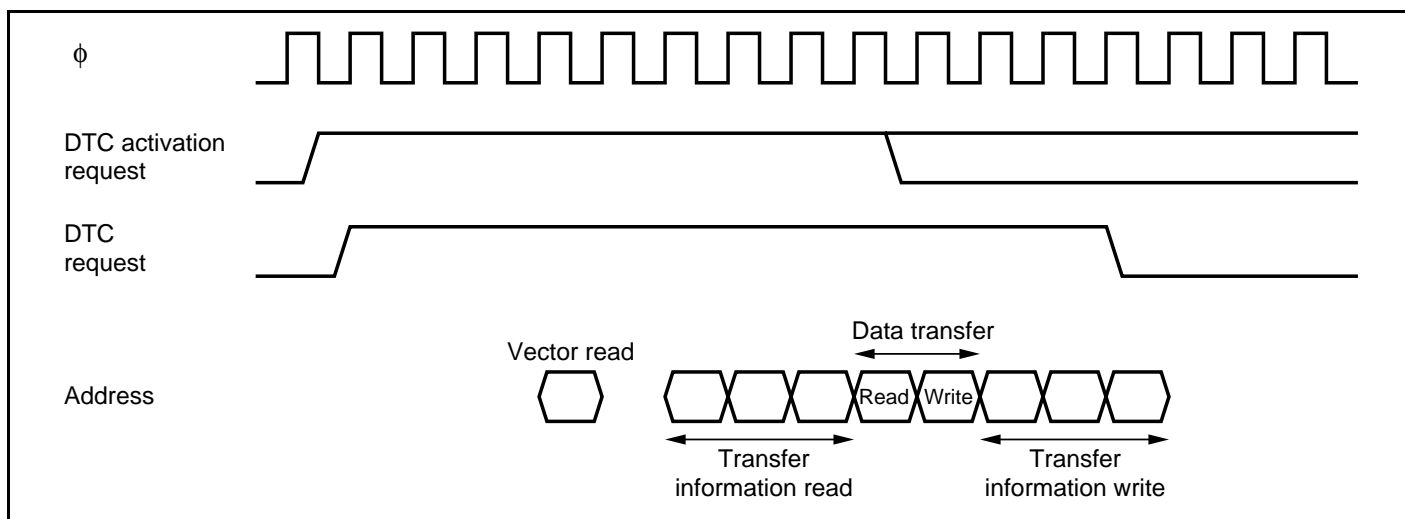 ϕ
DTC activation
request
DTC
request
Data transfer
Vector read
Address
Read
Write
Transfer
information read
Transfer
information write